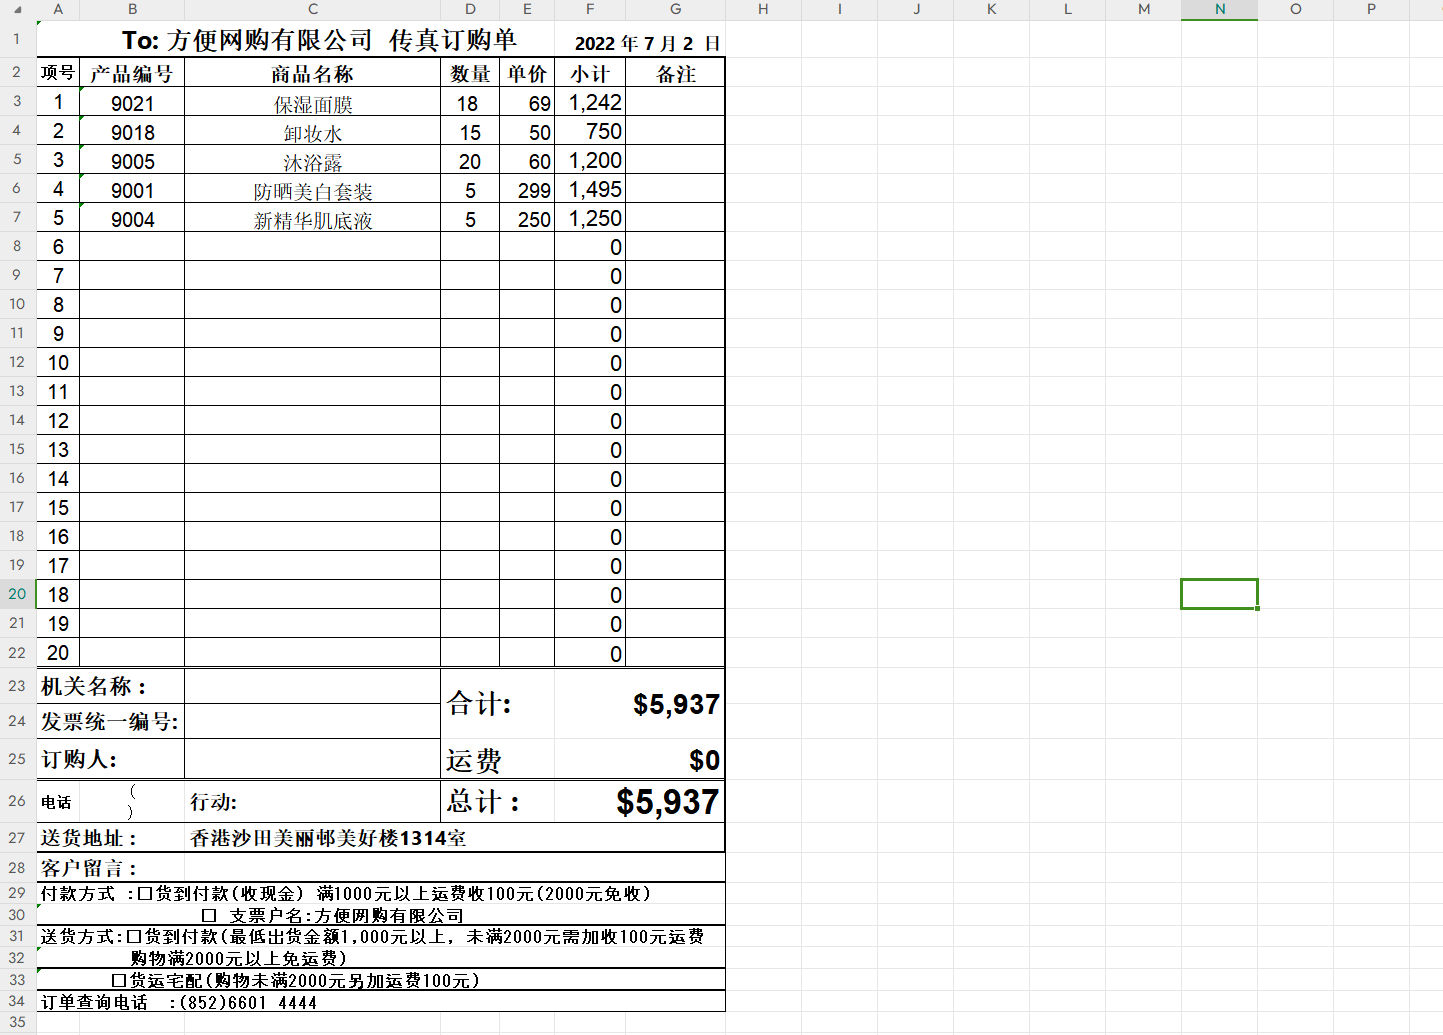 A B C D E F G H I J K L M N O P
1 To: 方便网购有限公司 传真订购单 2022 年 7 月 2 日
2 项号 产品编号 商品名称 数量 单价 小计 备注
3 1 9021 保湿面膜 18 69 1,242
4 2 9018 卸妆水 15 50 750
5 3 9005 沐浴露 20 60 1,200
6 4 9001 防晒美白套装 5 299 1,495
7 5 9004 新精华肌底液 5 250 1,250
8 6 0
9 7 0
10 8 0
11 9 0
12 10 0
13 11 0
14 12 0
15 13 0
16 14 0
17 15 0
18 16 0
19 17 0
20 18 0
21 19 0
22 20 0
23 机关名称：
合计: $5,937
24 发票统一编号:
25 订购人: 运费 $0
26 电话 ( ) 行动: 总计： $5,937
27 送货地址： 香港沙田美丽邨美好楼1314室
28 客户留言：
29 付款方式 :口货到付款(收现金) 满1000元以上运费收100元(2000元免收)
30 口 支票户名:方便网购有限公司
31 送货方式:口货到付款(最低出货金额1,000元以上, 未满2000元需加收100元运费
32 购物满2000元以上免运费)
33 口货运宅配(购物未满2000元另加运费100元)
34 订单查询电话 :(852)6601 4444
35